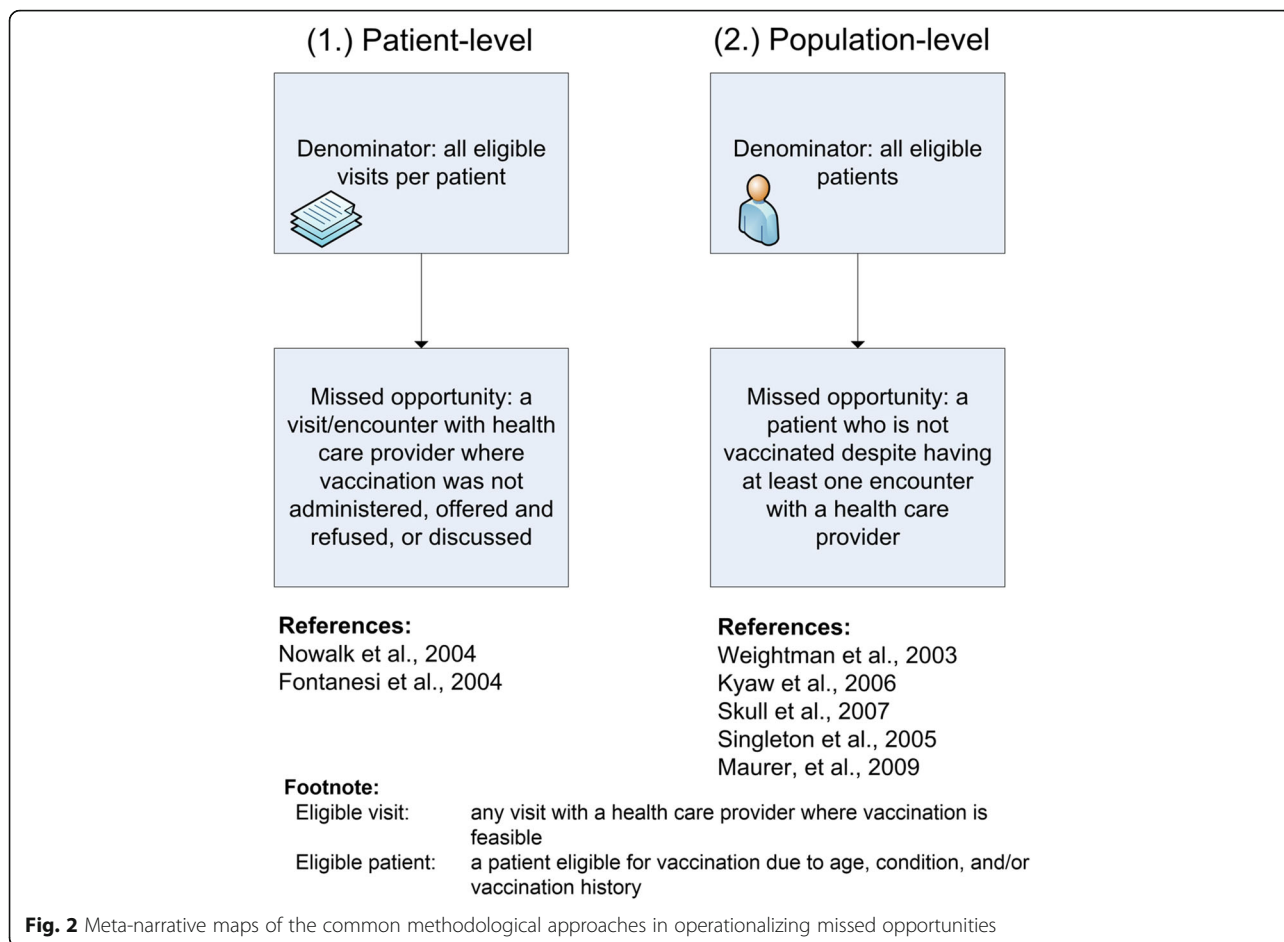 (1.) Patient-level
Denominator: all eligible
visits per patient
Missed opportunity: a
visit/encounter with health
care provider where
vaccination was not
administered, offered and
refused, or discussed
References:
Nowalk et al., 2004
Fontanesi et al., 2004
(2.) Population-level
Denominator: all eligible
patients
Missed opportunity: a
patient who is not
vaccinated despite having
at least one encounter
with a health care
provider
References:
Weightman et al., 2003
Kyaw et al., 2006
Skull et al., 2007
Singleton et al., 2005
Maurer, et al., 2009
Footnote:
Eligible visit: any visit with a health care provider where vaccination is
feasible
Eligible patient: a patient eligible for vaccination due to age, condition, and/or
vaccination history
Fig. 2 Meta-narrative maps of the common methodological approaches in operationalizing missed opportunities